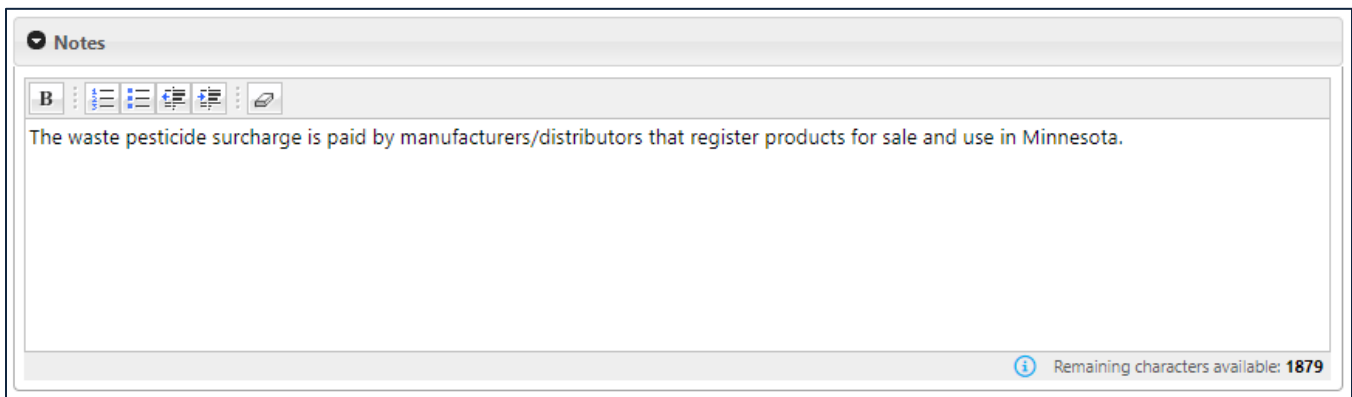 Notes
B
The waste pesticide surcharge is paid by manufacturers/distributors that register products for sale and use in Minnesota.
Remaining characters available: 1879